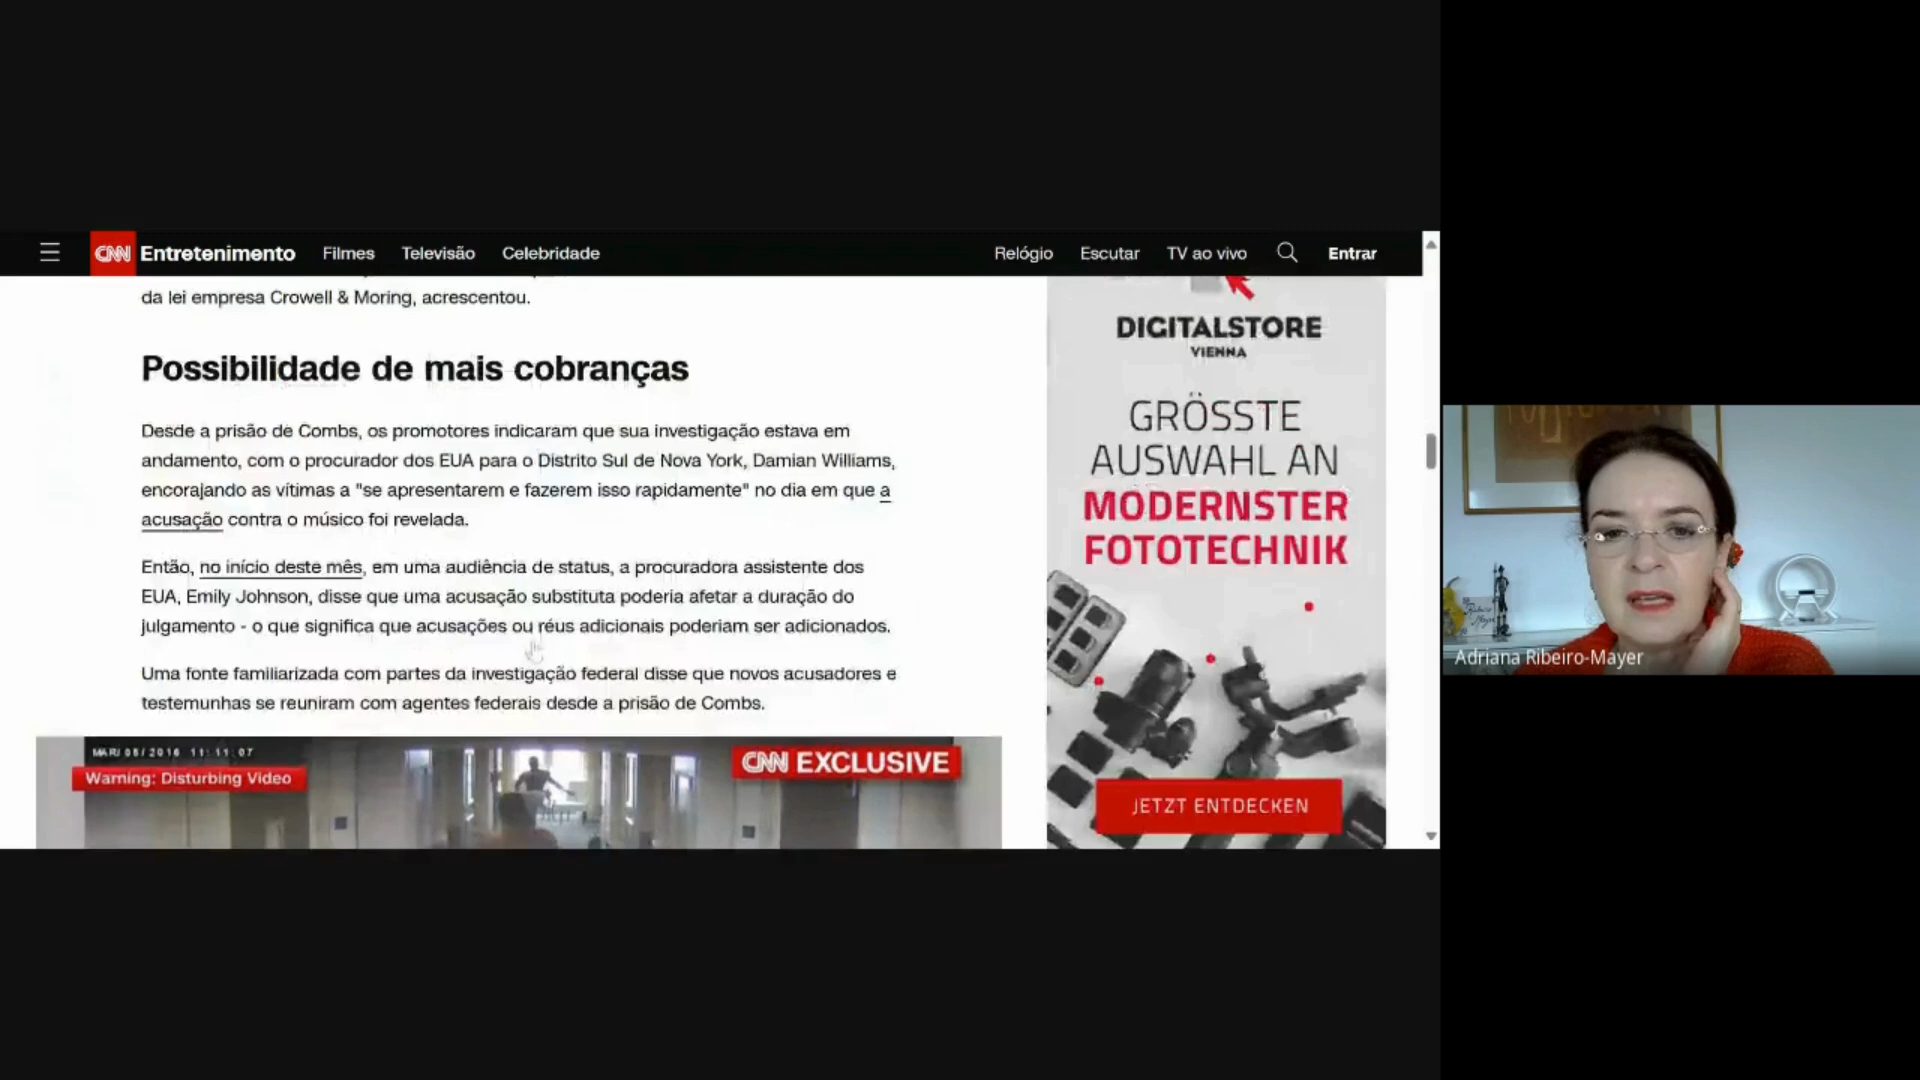 CNN Entretenimento Filmes Televisão Celebridade Relógio Escutar TV ao vivo Entrar
da lei empresa Crowell & Moring, acrescentou.
Possibilidade de mais cobranças
Desde a prisão de Combs, os promotores indicaram que sua investigação estava em
andamento, com o procurador dos EUA para o Distrito Sul de Nova York, Damian Williams,
encorajando as vítimas a "se apresentarem e fazerem isso rapidamente" no dia em que a
acusação contra o músico foi revelada.
Então, no início deste mês, em uma audiência de status, a procuradora assistente dos
EUA, Emily Johnson, disse que uma acusação substituta poderia afetar a duração do
julgamento - o que significa que acusações ou réus adicionais poderiam ser adicionados.
Uma fonte familiarizada com partes da investigação federal disse que novos acusadores e
testemunhas se reuniram com agentes federais desde a prisão de Combs.
MAR/05/2016 11:11:07
Warning: Disturbing Video
CNN EXCLUSIVE
DIGITALSTORE
VIENNA
GRÖSSTE
AUSWAHL AN
MODERNSTER
FOTOTECHNIK
JETZT ENTDECKEN
Adriana Ribeiro-Mayer